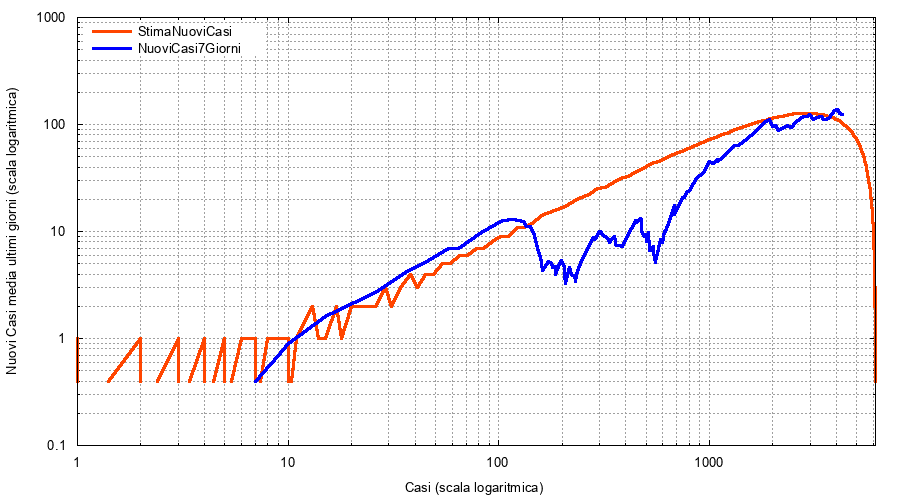 StimaNuoviCasi
NuoviCasi7Giorni
Nuovi Casi media ultimi giorni (scala logaritmica)
1000
100
10
1
0.1
1 10 100 1000
Casi (scala logaritmica)